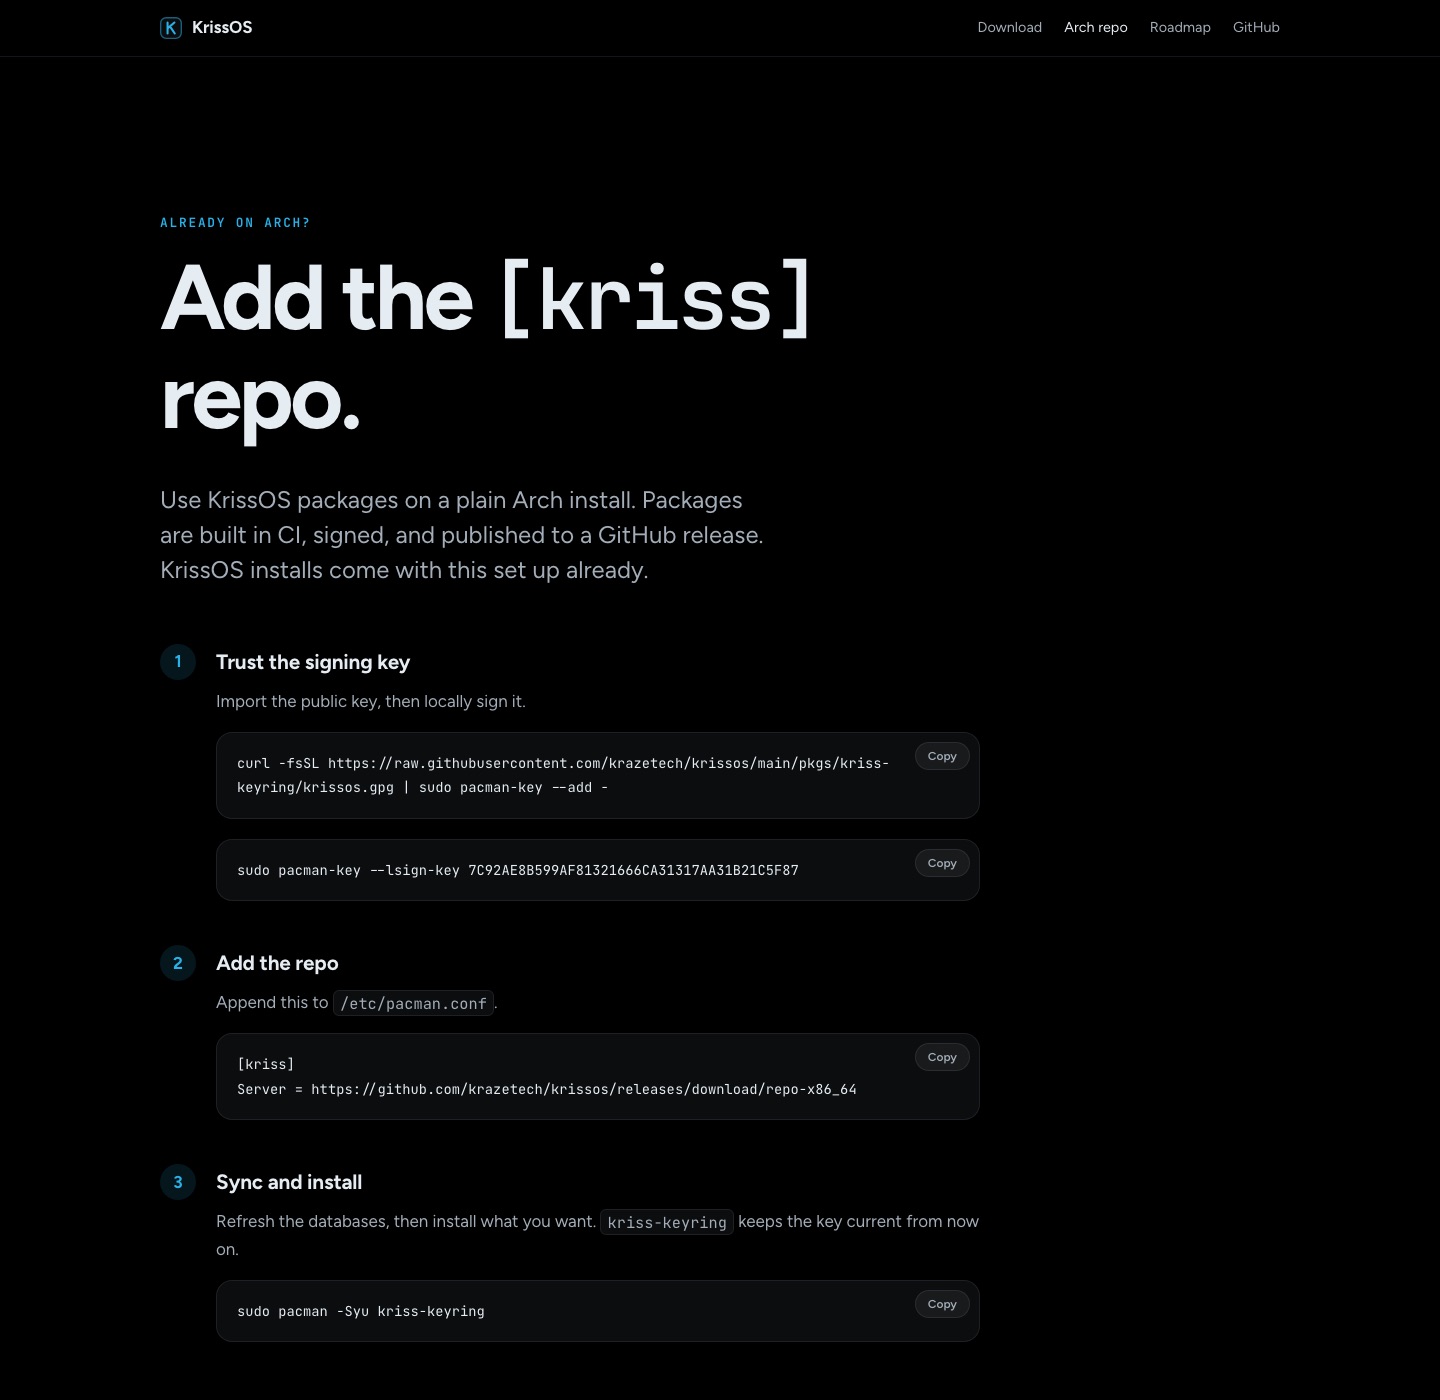 K KrissOS
Download Arch repo Roadmap GitHub
ALREADY ON ARCH?
Add the [kriss]
repo.
Use KrissOS packages on a plain Arch install. Packages
are built in CI, signed, and published to a GitHub release.
KrissOS installs come with this set up already.
1 Trust the signing key
Import the public key, then locally sign it.
Copy
curl -fsSL https://raw.githubusercontent.com/krazetech/krissos/main/pkgs/kriss-
keyring/krissos.gpg | sudo pacman-key --add -
Copy
sudo pacman-key --lsign-key 7C92AE8B599AF81321666CA31317AA31B21C5F87
2 Add the repo
Append this to /etc/pacman.conf.
Copy
[kriss]
Server = https://github.com/krazetech/krissos/releases/download/repo-x86_64
3 Sync and install
Refresh the databases, then install what you want. kriss-keyring keeps the key current from now
on.
Copy
sudo pacman -Syu kriss-keyring